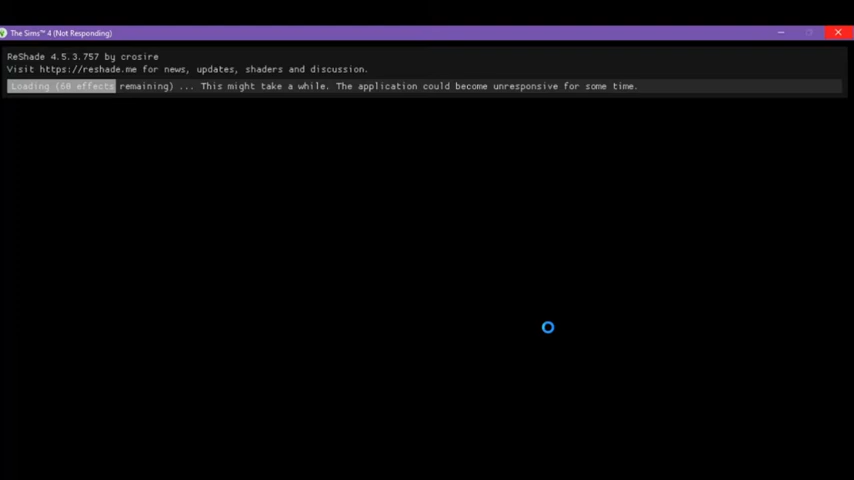 The Sims™ 4 (Not Responding)
ReShade 4.5.3.757 by crosire
Visit https://reshade.me for news, updates, shaders and discussion.
Loading (60 effects remaining) ... This might take a while. The application could become unresponsive for some time.